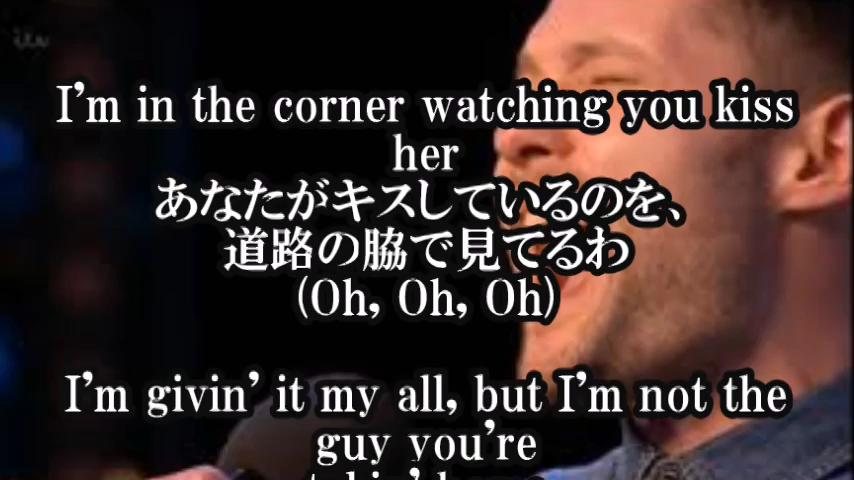 itv
I'm in the corner watching you kiss
her
あなたがキスしているのを、
道路の脇で見てるわ
(Oh, Oh, Oh)
I'm givin' it my all, but I'm not the
guy you're